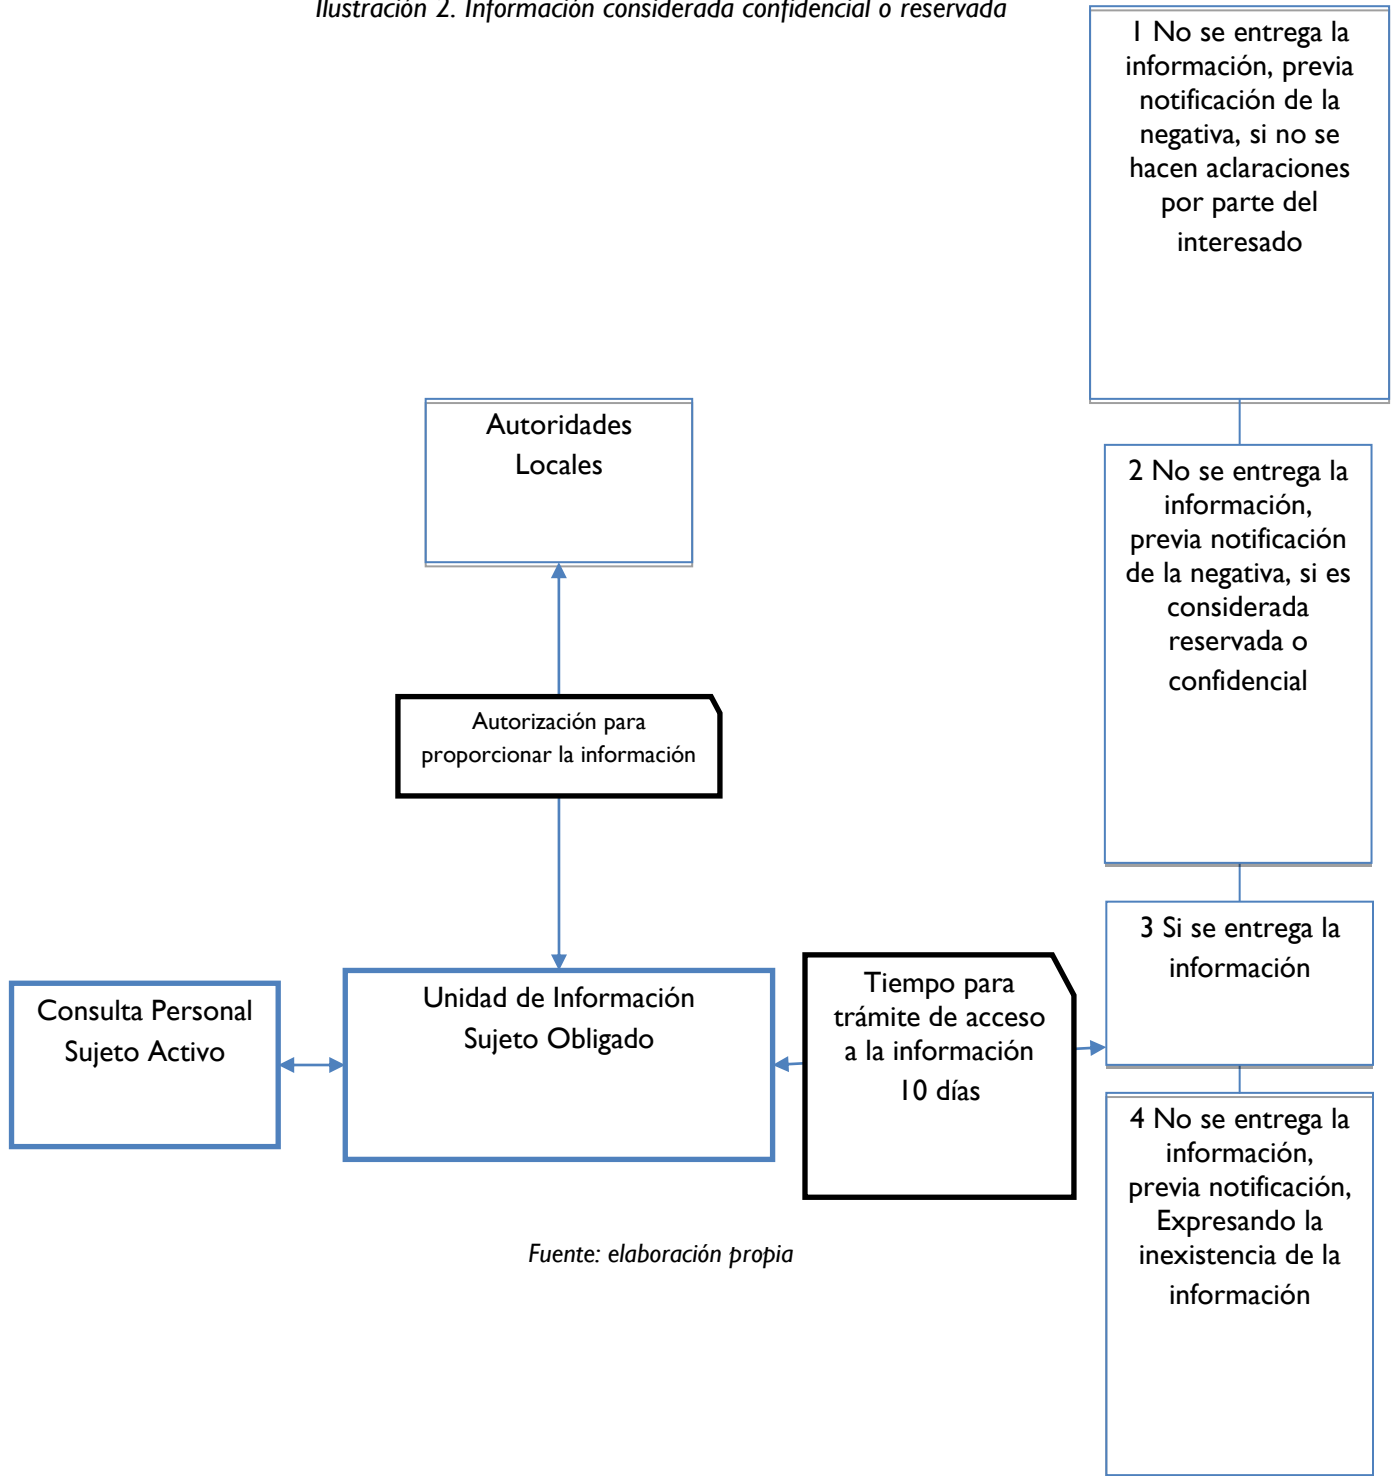 Ilustración 2. Información considerada confidencial o reservada
1 No se entrega la
información, previa
notificación de la
negativa, si no se
hacen aclaraciones
por parte del
interesado
Autoridades
Locales
2 No se entrega la
información,
previa notificación
de la negativa, si es
considerada
reservada o
confidencial
Autorización para
proporcionar la información
3 Si se entrega la
información
Consulta Personal
Sujeto Activo
Unidad de Información
Sujeto Obligado
Tiempo para
trámite de acceso
a la información
10 días
4 No se entrega la
información,
previa notificación,
Expresando la
inexistencia de la
información
Fuente: elaboración propia